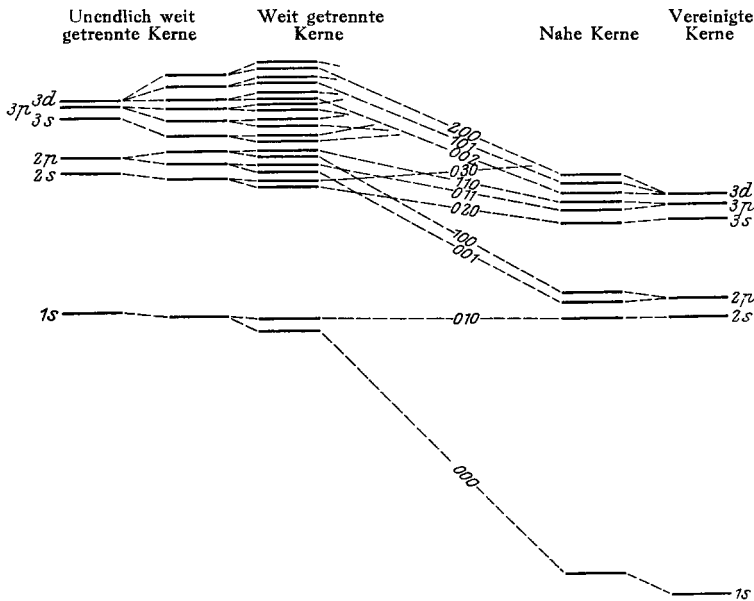 Unendlich weit
getrennte Kerne
Weit getrennte
Kerne
Nahe Kerne
Vereinigte
Kerne
3d
3p
3s
2p
2s
1s
200
101
002
030
110
011
020
100
001
010
000
3d
3p
3s
2p
2s
1s